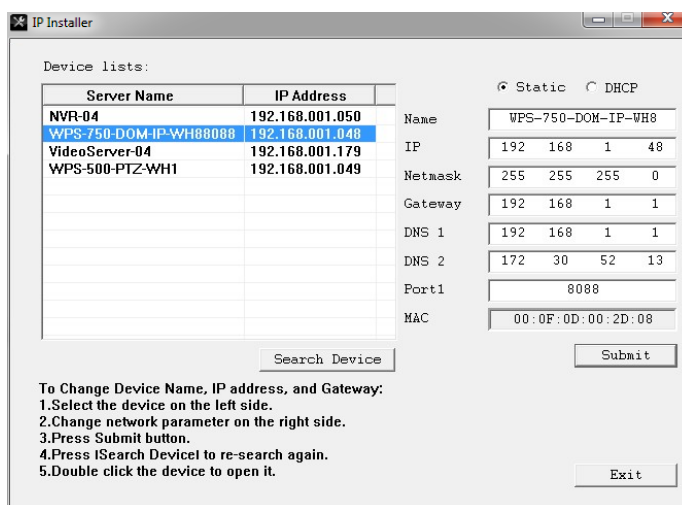 IP Installer
Device lists:
Server Name IP Address
NVR-04 192.168.001.050
WPS-750-DOM-IP-WH88088 192.168.001.048
VideoServer-04 192.168.001.179
WPS-500-PTZ-WH1 192.168.001.049
Search Device
To Change Device Name, IP address, and Gateway:
1.Select the device on the left side.
2.Change network parameter on the right side.
3.Press Submit button.
4.Press |Search Device| to re-search again.
5.Double click the device to open it.
Static DHCP
Name WPS-750-DOM-IP-WH8
IP 192 168 1 48
Netmask 255 255 255 0
Gateway 192 168 1 1
DNS 1 192 168 1 1
DNS 2 172 30 52 13
Port1 8088
MAC 00:0F:0D:00:2D:08
Submit
Exit